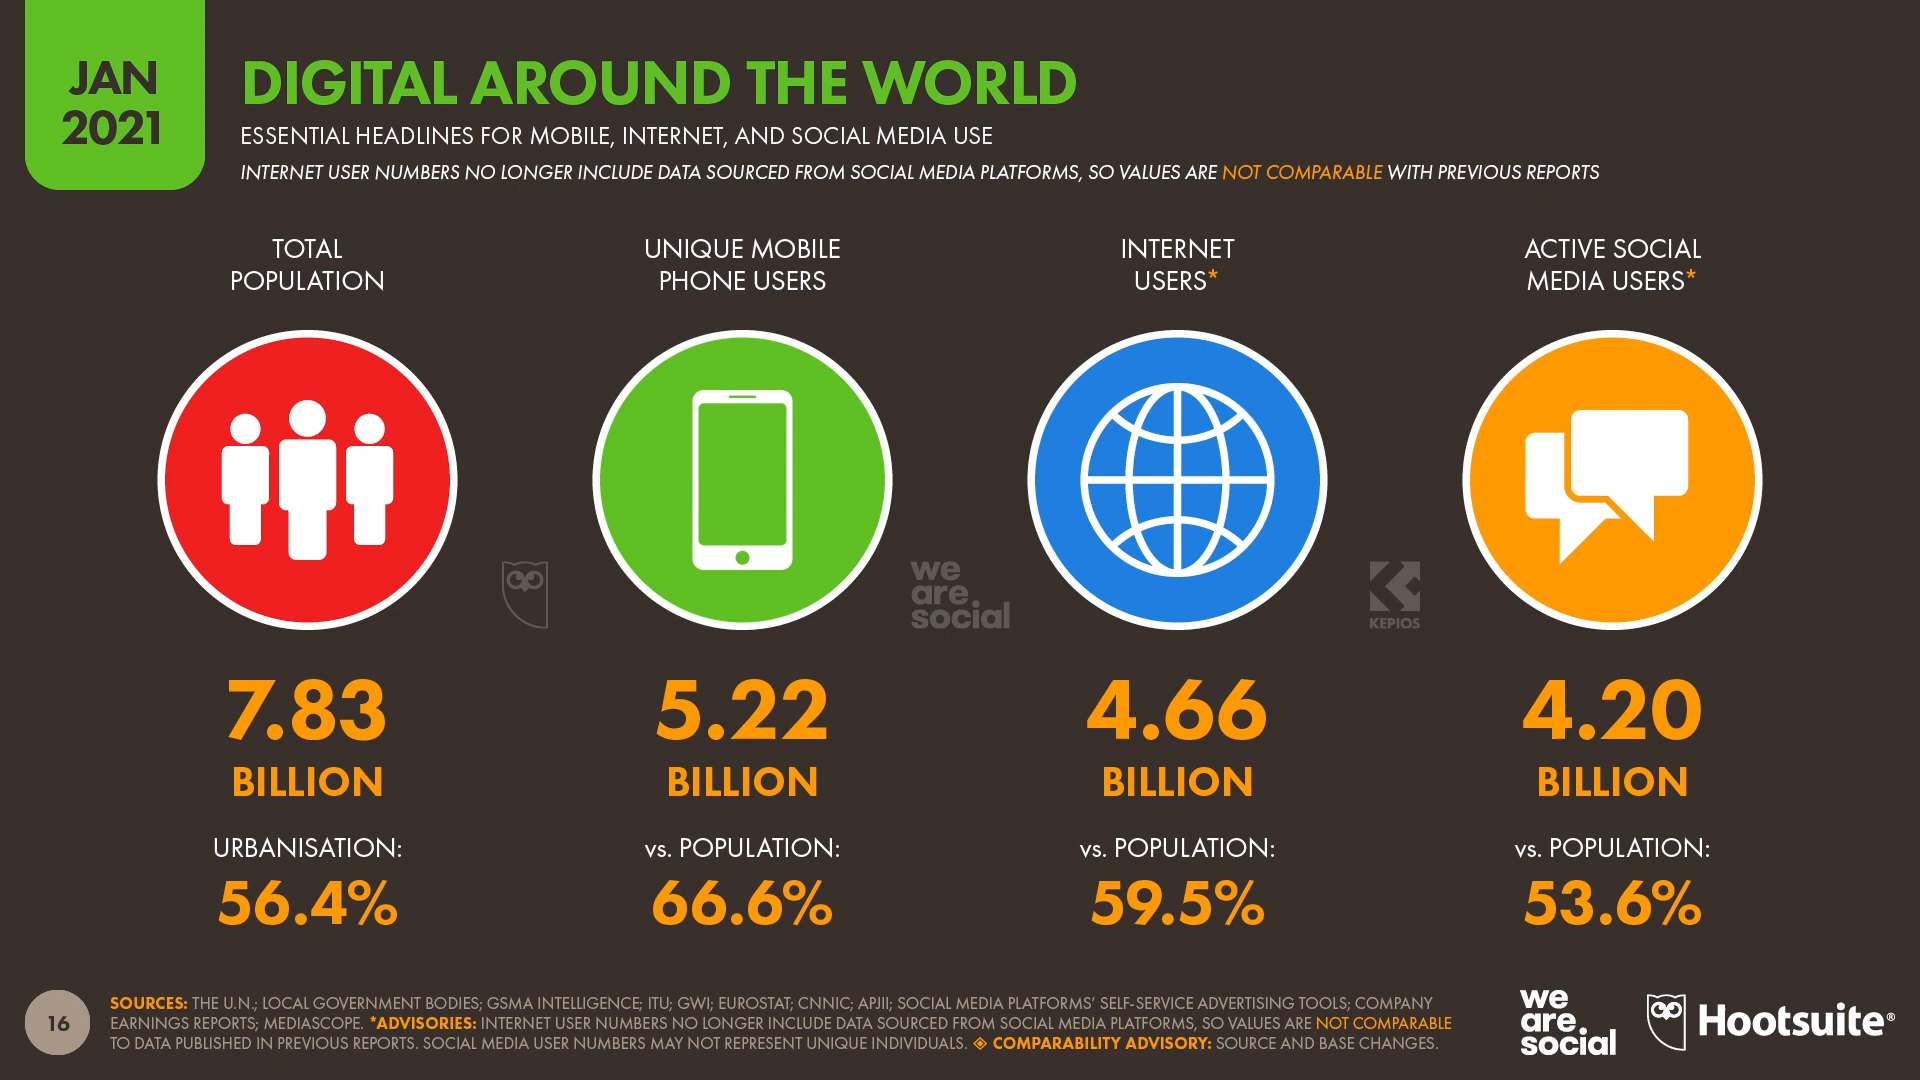 JAN
2021
DIGITAL AROUND THE WORLD
ESSENTIAL HEADLINES FOR MOBILE, INTERNET, AND SOCIAL MEDIA USE
INTERNET USER NUMBERS NO LONGER INCLUDE DATA SOURCED FROM SOCIAL MEDIA PLATFORMS, SO VALUES ARE NOT COMPARABLE WITH PREVIOUS REPORTS
TOTAL
POPULATION
7.83
BILLION
URBANISATION:
56.4%
UNIQUE MOBILE
PHONE USERS
5.22
BILLION
vs. POPULATION:
66.6%
INTERNET
USERS*
4.66
BILLION
vs. POPULATION:
59.5%
ACTIVE SOCIAL
MEDIA USERS*
4.20
BILLION
vs. POPULATION:
53.6%
we
are
social
KEPIOS
16
SOURCES: THE U.N.; LOCAL GOVERNMENT BODIES; GSMA INTELLIGENCE; ITU; GWI; EUROSTAT; CNNIC; APJII; SOCIAL MEDIA PLATFORMS' SELF-SERVICE ADVERTISING TOOLS; COMPANY
EARNINGS REPORTS; MEDIASCOPE. *ADVISORIES: INTERNET USER NUMBERS NO LONGER INCLUDE DATA SOURCED FROM SOCIAL MEDIA PLATFORMS, SO VALUES ARE NOT COMPARABLE
TO DATA PUBLISHED IN PREVIOUS REPORTS. SOCIAL MEDIA USER NUMBERS MAY NOT REPRESENT UNIQUE INDIVIDUALS. ◈ COMPARABILITY ADVISORY: SOURCE AND BASE CHANGES.
we
are
social
Hootsuite®